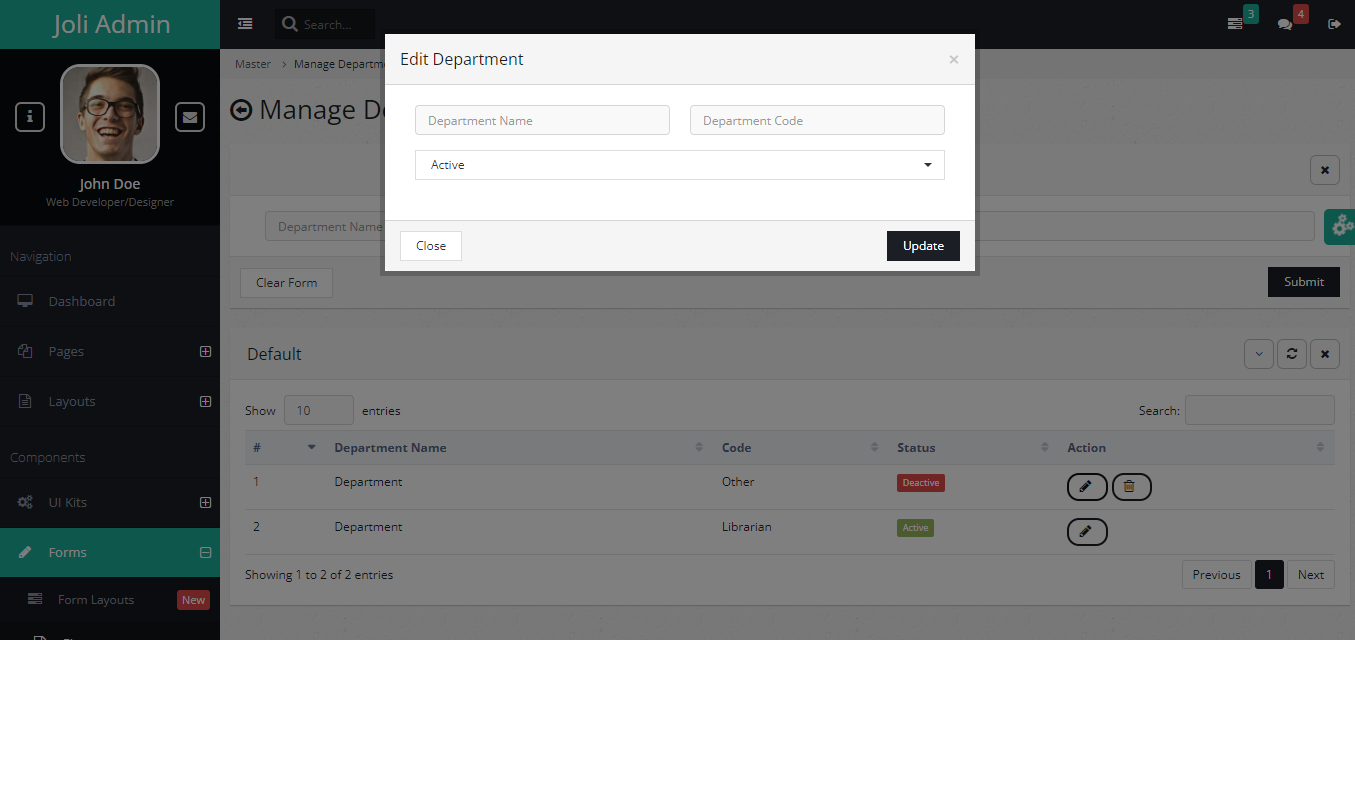 Joli Admin
Search...
3
4
John Doe
Web Developer/Designer
Navigation
Dashboard
Pages
Layouts
Components
UI Kits
Forms
Form Layouts
New
Master
Manage Departm
Manage De
Edit Department
×
Department Name
Department Code
Active
Close
Update
Department Name
Clear Form
Submit
Default
Show 10 entries
Search:
# Department Name Code Status Action
1 Department Other Deactive
2 Department Librarian Active
Showing 1 to 2 of 2 entries
Previous 1 Next